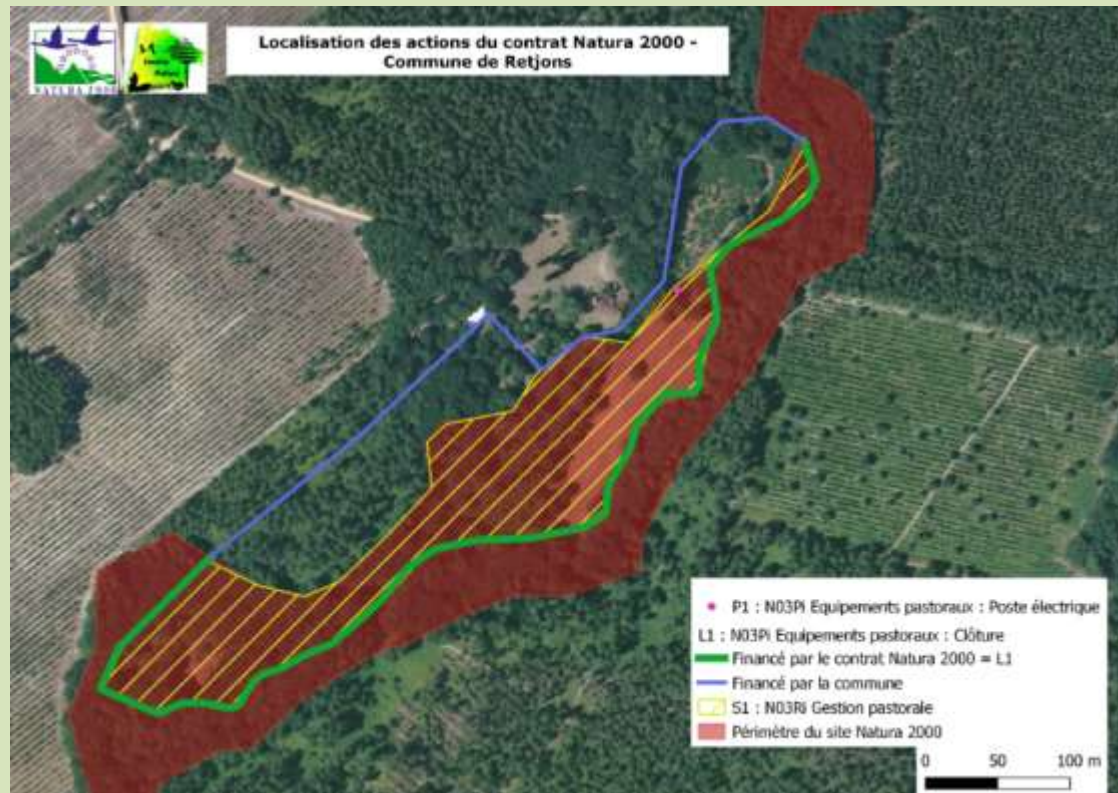 NATURA 2000
Localisation des actions du contrat Natura 2000 -
Commune de Retjons
P1 : N03Pi Equipements pastoraux : Poste électrique
L1 : N03Pi Equipements pastoraux : Clôture
Financé par le contrat Natura 2000 = L1
Financé par la commune
S1 : N03Ri Gestion pastorale
Périmètre du site Natura 2000
0 50 100 m